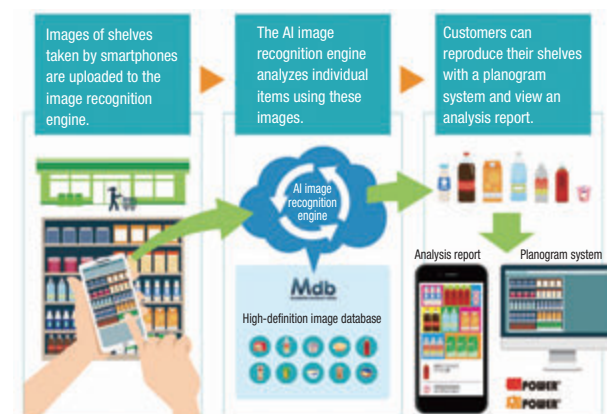 Images of shelves
taken by smartphones
are uploaded to the
image recognition
engine.
The AI image
recognition engine
analyzes individual
items using these
images.
Customers can
reproduce their shelves
with a planogram
system and view an
analysis report.
AI image
recognition
engine
Mdb
High-definition image database
Analysis report
Planogram system
POWER
POWER